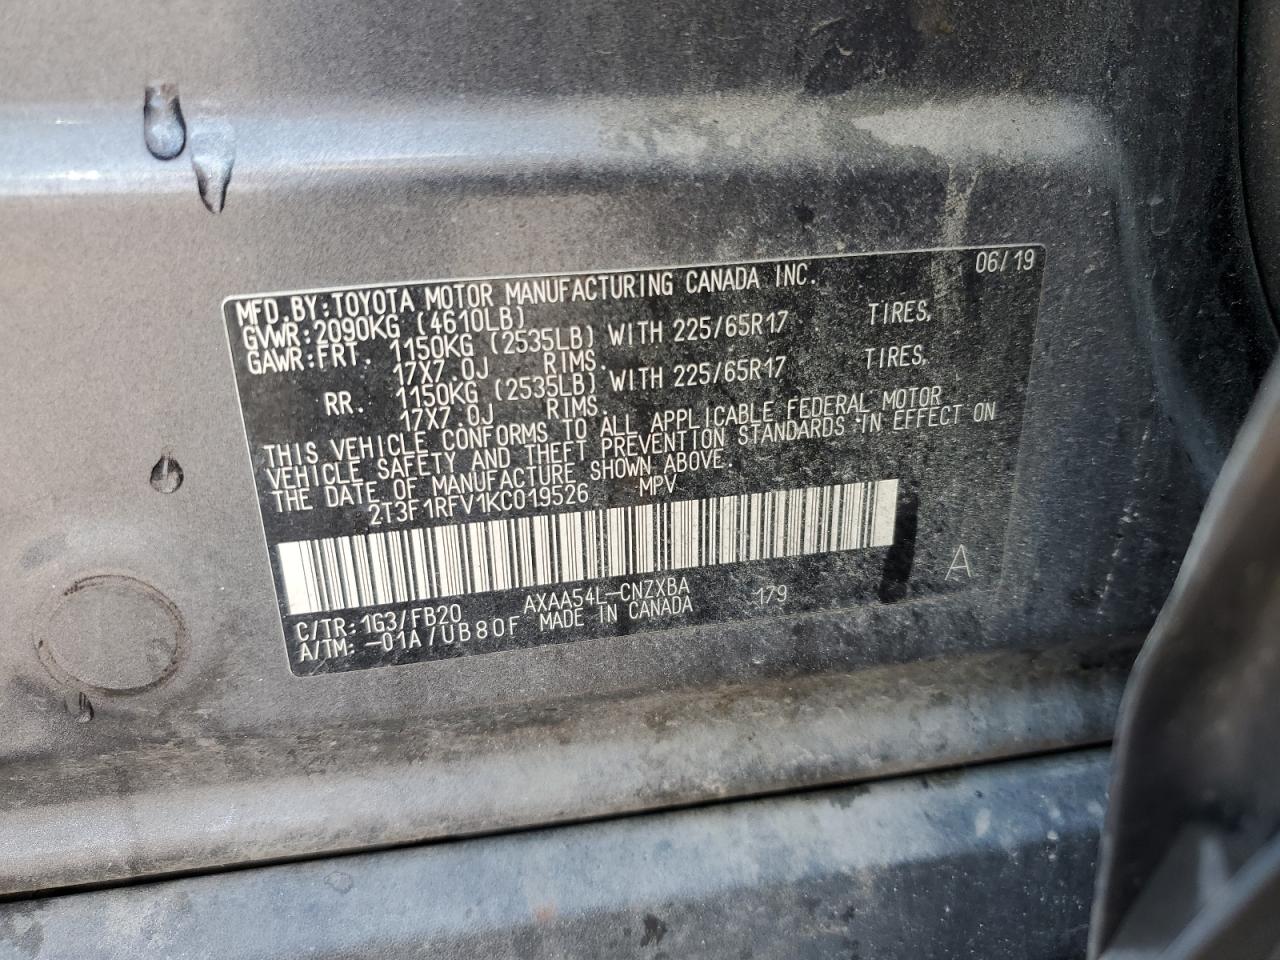 06/19
MFD.BY:TOYOTA MOTOR MANUFACTURING CANADA INC.
GVWR:2090KG (4610LB)
GAWR:FRT. 1150KG (2535LB) WITH 225/65R17 TIRES,
17X7.0J RIMS.
RR. 1150KG (2535LB) WITH 225/65R17 TIRES,
17X7.0J RIMS.
THIS VEHICLE CONFORMS TO ALL APPLICABLE FEDERAL MOTOR
VEHICLE SAFETY AND THEFT PREVENTION STANDARDS IN EFFECT ON
THE DATE OF MANUFACTURE SHOWN ABOVE.
2T3F1RFV1KC019526 MPV
C/TR:1G3/FB20 AXAA54L-CNZXBA 179 A
A/TM: -01A/UB80F MADE IN CANADA